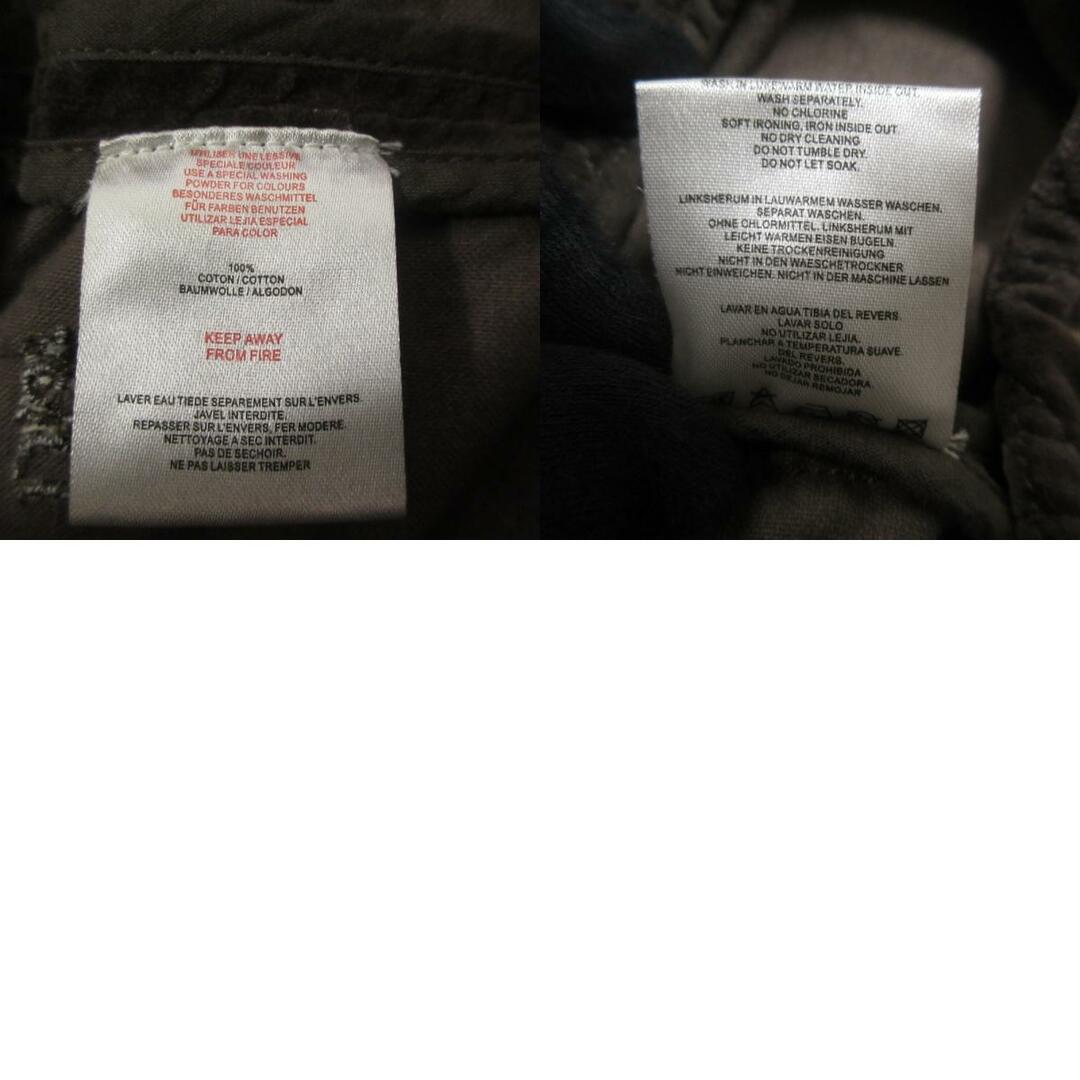 UTILISER UNE LESSIVE
SPECIALE COULEUR
USE A SPECIAL WASHING
POWDER FOR COLOURS
BESONDERES WASCHMITTEL
FÜR FARBEN BENUTZEN
UTILIZAR LEJIA ESPECIAL
PARA COLOR
100%
COTON / COTTON
BAUMWOLLE / ALGODON
KEEP AWAY
FROM FIRE
LAVER EAU TIEDE SEPAREMENT SUR L'ENVERS.
JAVEL INTERDITE.
REPASSER SUR L'ENVERS, FER MODERE.
NETTOYAGE A SEC INTERDIT.
PAS DE SECHOIR.
NE PAS LAISSER TREMPER
WASH IN LUKEWARM WATER INSIDE OUT.
WASH SEPARATELY.
NO CHLORINE
SOFT IRONING, IRON INSIDE OUT
NO DRY CLEANING
DO NOT TUMBLE DRY.
DO NOT LET SOAK.
LINKSHERUM IN LAUWARMEM WASSER WASCHEN.
SEPARAT WASCHEN.
OHNE CHLORMITTEL. LINKSHERUM MIT
LEICHT WARMEN EISEN BUGELN.
KEINE TROCKENREINIGUNG
NICHT IN DEN WAESCHETROCKNER
NICHT EINWEICHEN. NICHT IN DER MASCHINE LASSEN
LAVAR EN AGUA TIBIA DEL REVERS.
LAVAR SOLO
NO UTILIZAR LEJIA.
PLANCHAR A TEMPERATURA SUAVE.
DEL REVERS.
LAVADO PROHIBIDA
NO UTILIZAR SECADORA.
NO DEJAR REMOJAR